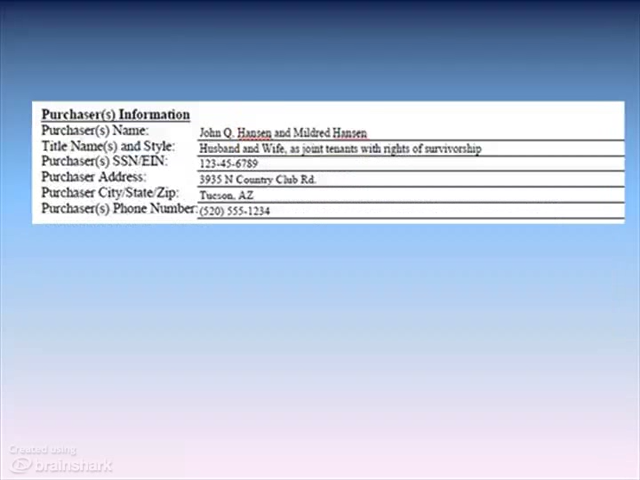 Purchaser(s) Information
Purchaser(s) Name: John Q. Hansen and Mildred Hansen
Title Name(s) and Style: Husband and Wife, as joint tenants with rights of survivorship
Purchaser(s) SSN/EIN: 123-45-6789
Purchaser Address: 3935 N Country Club Rd.
Purchaser City/State/Zip: Tucson, AZ
Purchaser(s) Phone Number: (520) 555-1234
Created using
brainshark